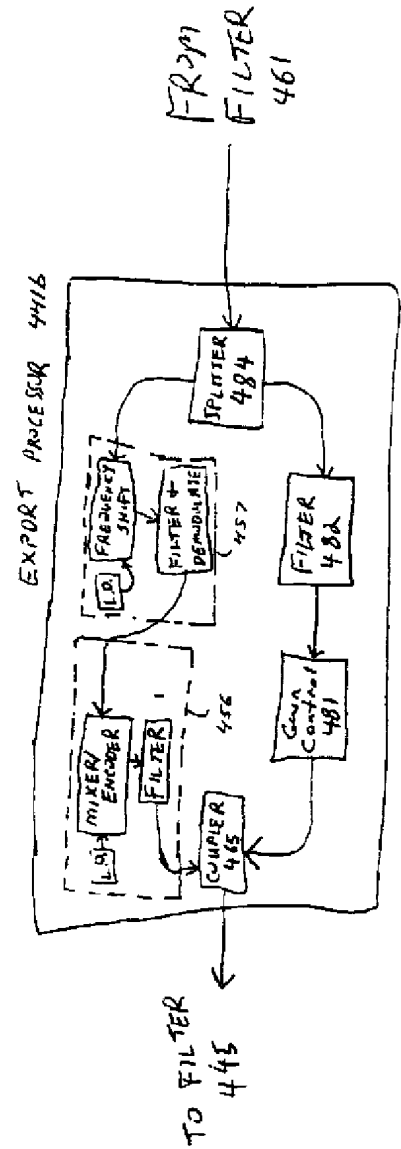 EXPORT PROCESSOR 441b
L.O.
MIXER/
ENCODER
FILTER
456
L.O.
FREQUENCY
SHIFT
FILTER +
DEMODULATE
457
TO FILTER
445
COUPLER
465
SPLITTER
484
FROM
FILTER
461
Gain
Control
481
FILTER
482